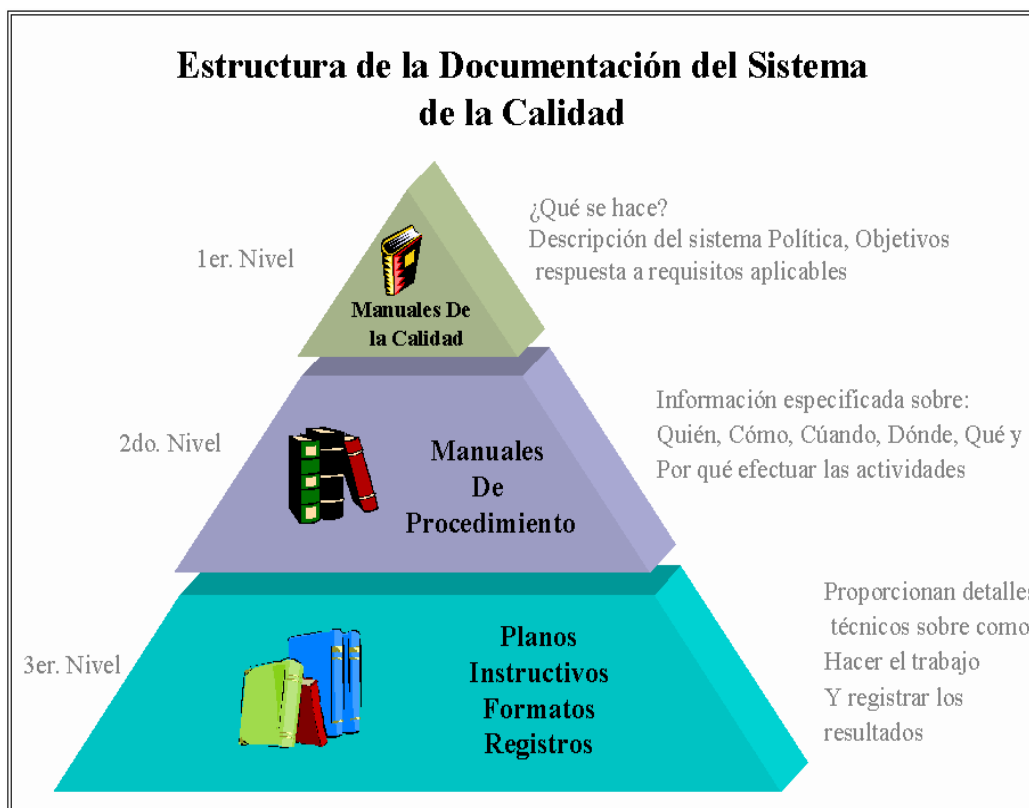 Estructura de la Documentación del Sistema
de la Calidad
1er. Nivel
Manuales De
la Calidad
¿Qué se hace?
Descripción del sistema Política, Objetivos
respuesta a requisitos aplicables
2do. Nivel
Manuales
De
Procedimiento
Información especificada sobre:
Quién, Cómo, Cúando, Dónde, Qué y
Por qué efectuar las actividades
3er. Nivel
Planos
Instructivos
Formatos
Registros
Proporcionan detalles
técnicos sobre como
Hacer el trabajo
Y registrar los
resultados